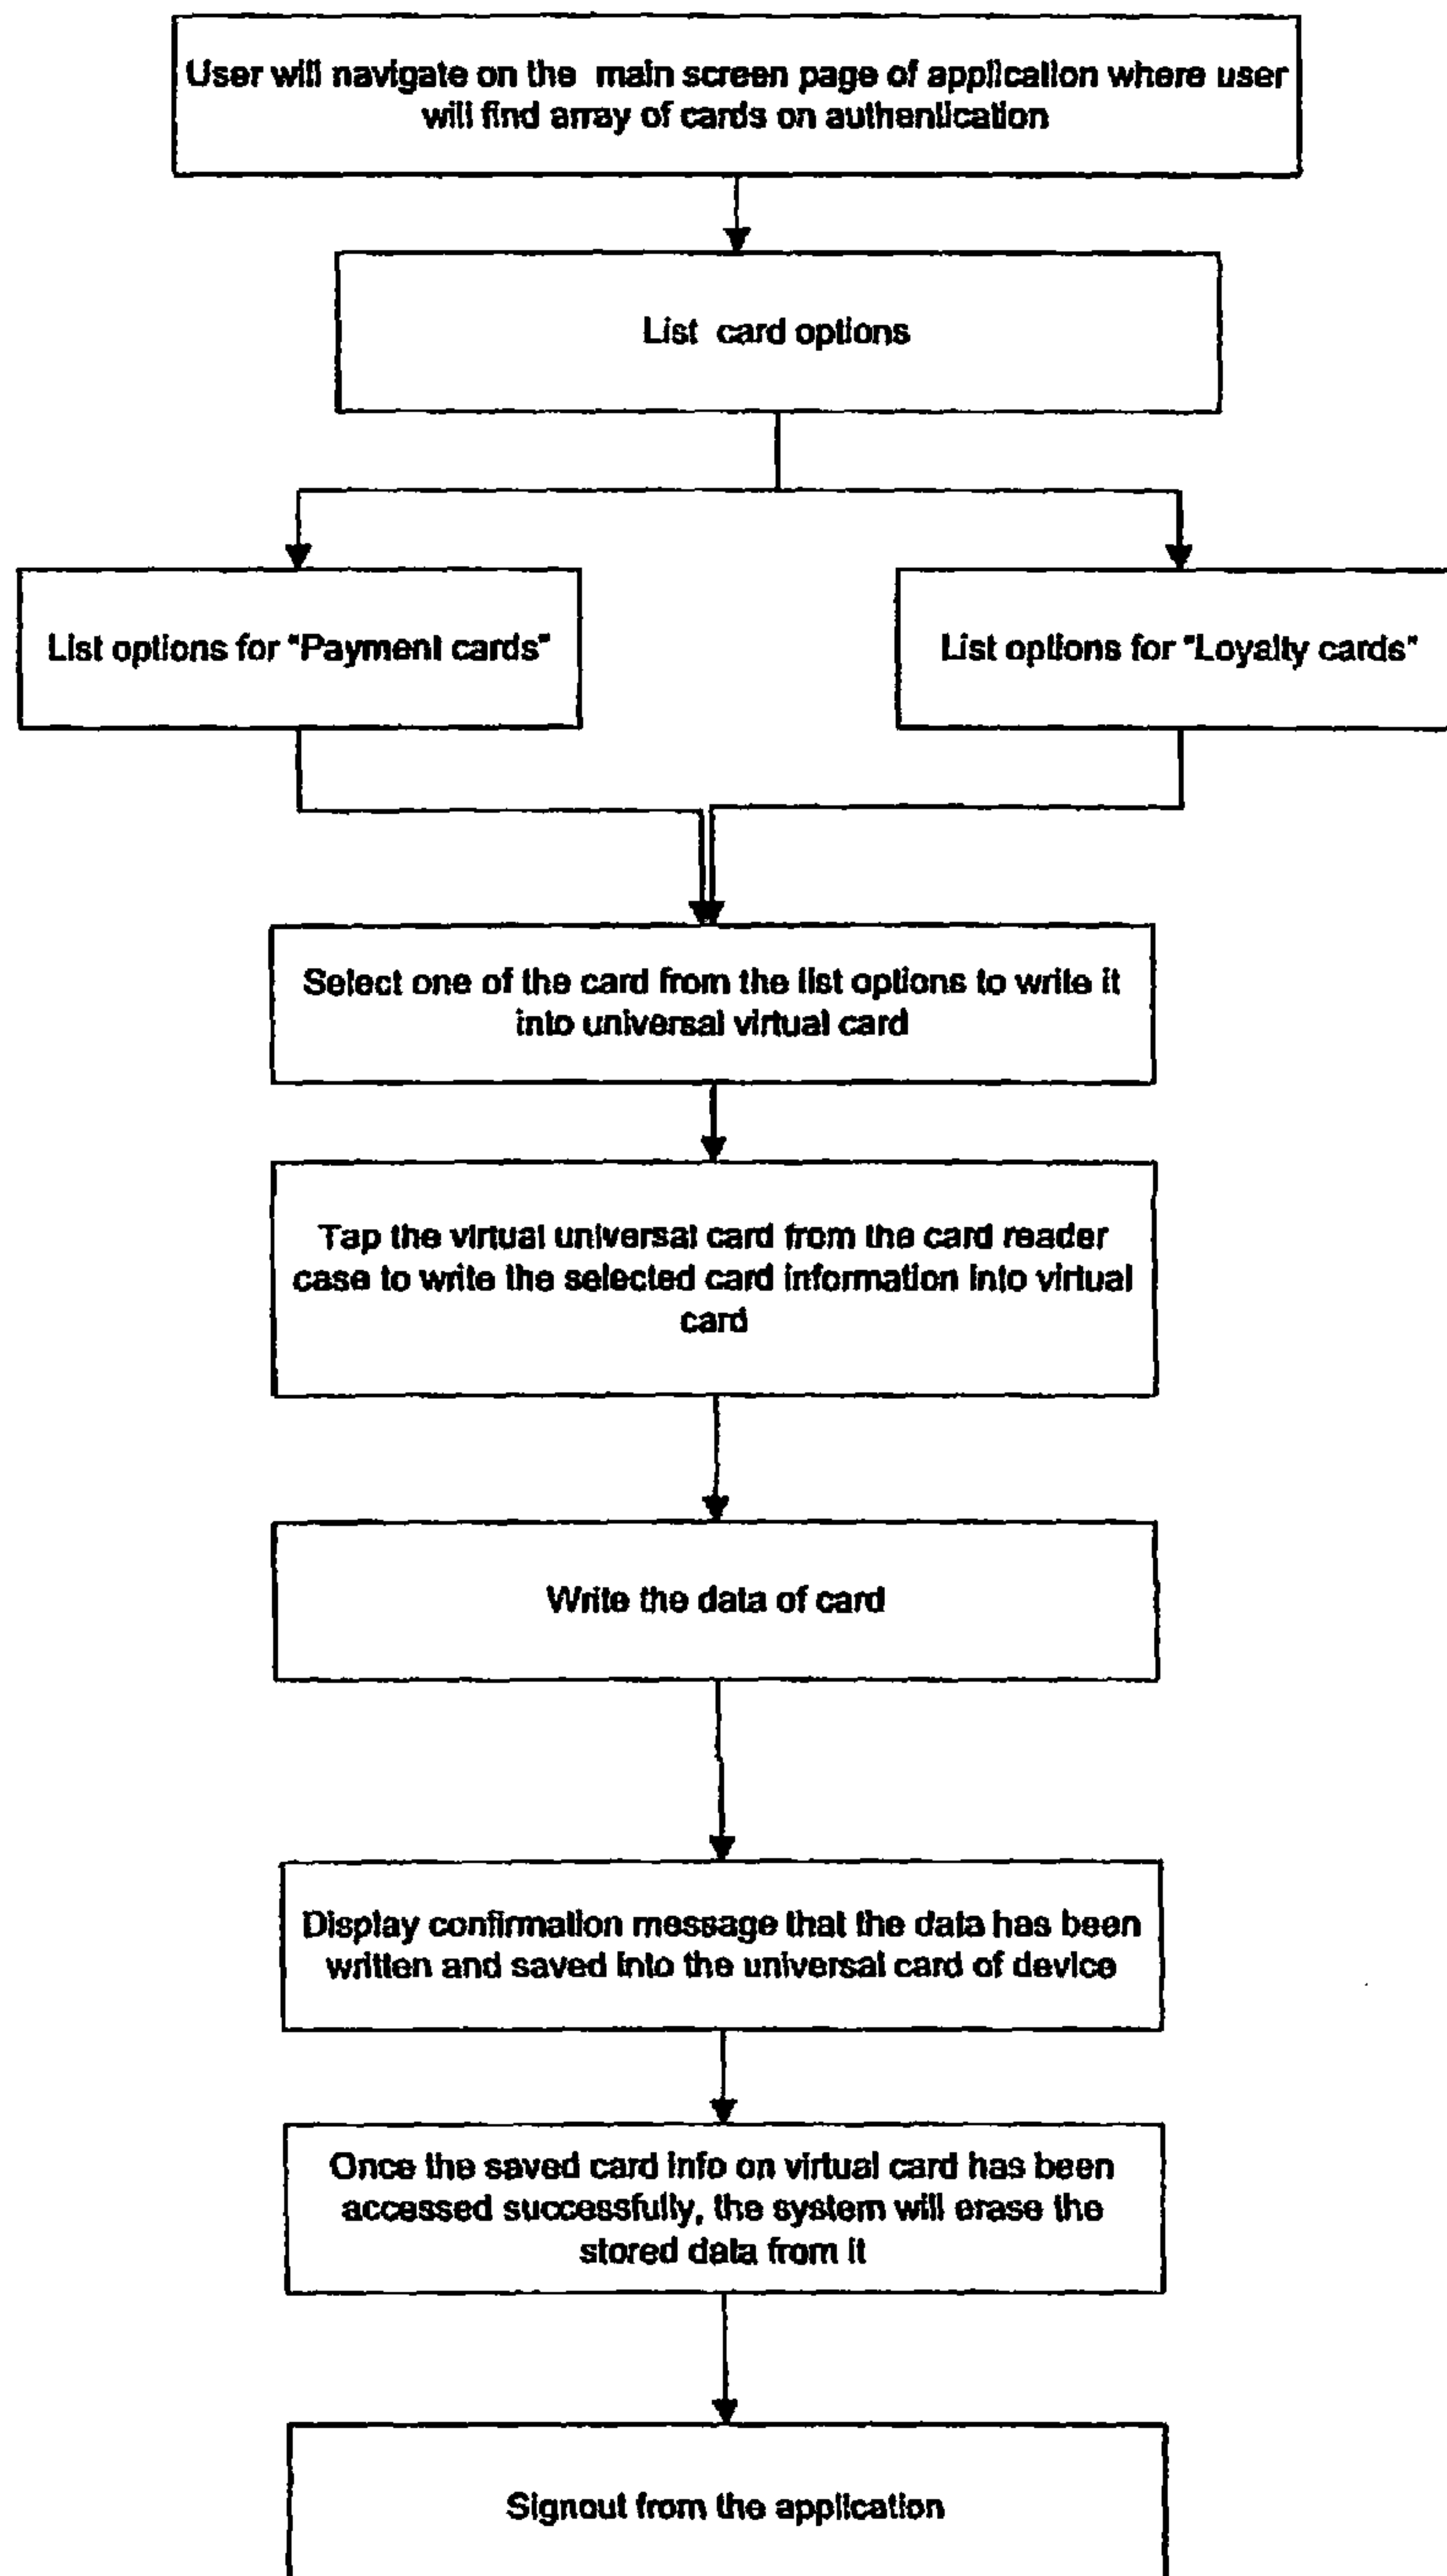 User will navigate on the main screen page of application where user
will find array of cards on authentication
List card options
List options for "Payment cards"
List options for "Loyalty cards"
Select one of the card from the list options to write it
into universal virtual card
Tap the virtual universal card from the card reader
case to write the selected card information into virtual
card
Write the data of card
Display confirmation message that the data has been
written and saved into the universal card of device
Once the saved card info on virtual card has been
accessed successfully, the system will erase the
stored data from it
Signout from the application